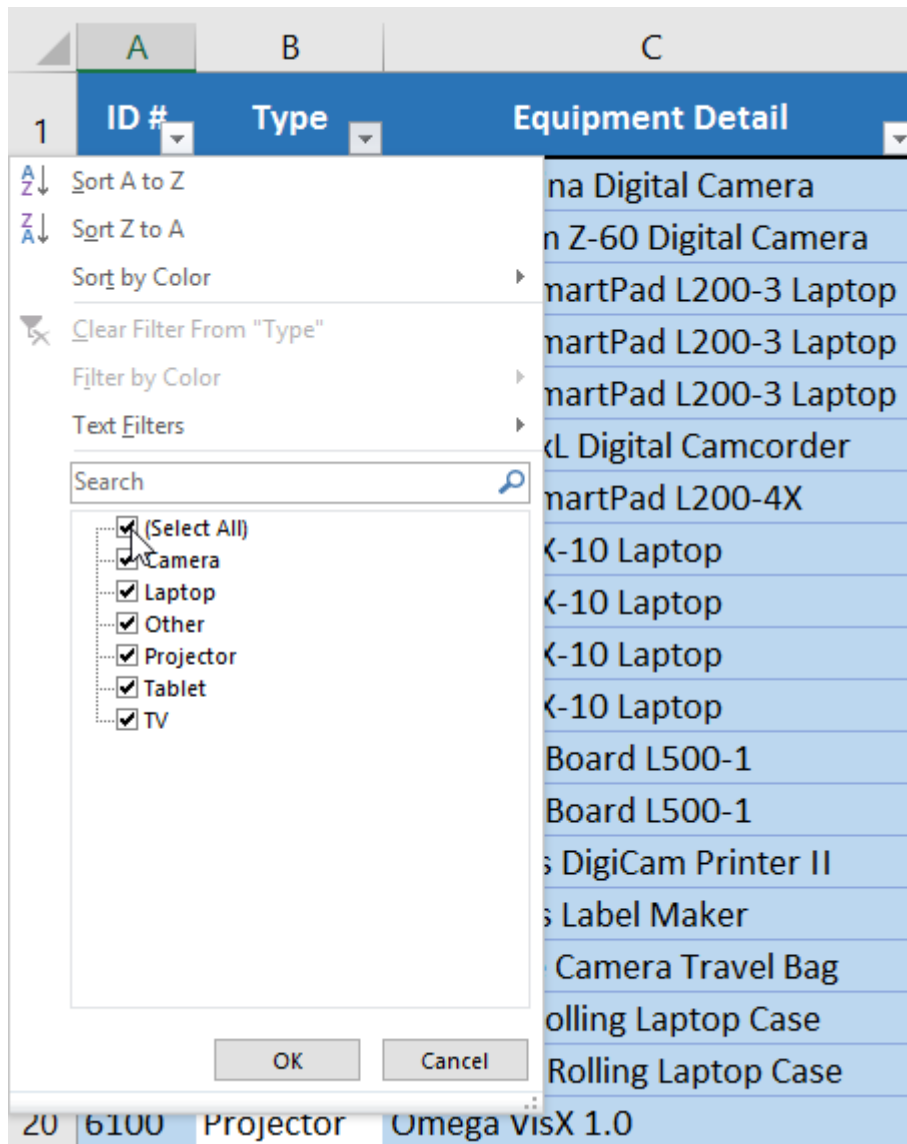 A B C
1 ID # Type Equipment Detail
Sort A to Z
Sort Z to A
Sort by Color
Clear Filter From "Type"
Filter by Color
Text Filters
Search
(Select All)
Camera
Laptop
Other
Projector
Tablet
TV
OK Cancel
na Digital Camera
n Z-60 Digital Camera
martPad L200-3 Laptop
martPad L200-3 Laptop
martPad L200-3 Laptop
xL Digital Camcorder
martPad L200-4X
X-10 Laptop
X-10 Laptop
X-10 Laptop
X-10 Laptop
Board L500-1
Board L500-1
s DigiCam Printer II
s Label Maker
Camera Travel Bag
olling Laptop Case
Rolling Laptop Case
20 6100 Projector Omega VisX 1.0